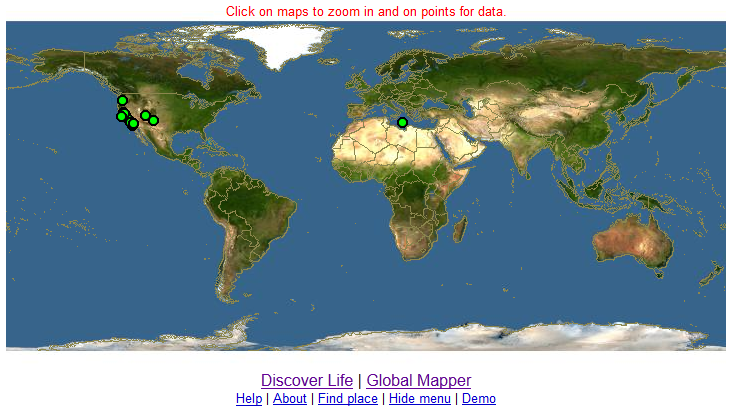 Click on maps to zoom in and on points for data.
Discover Life | Global Mapper
Help | About | Find place | Hide menu | Demo